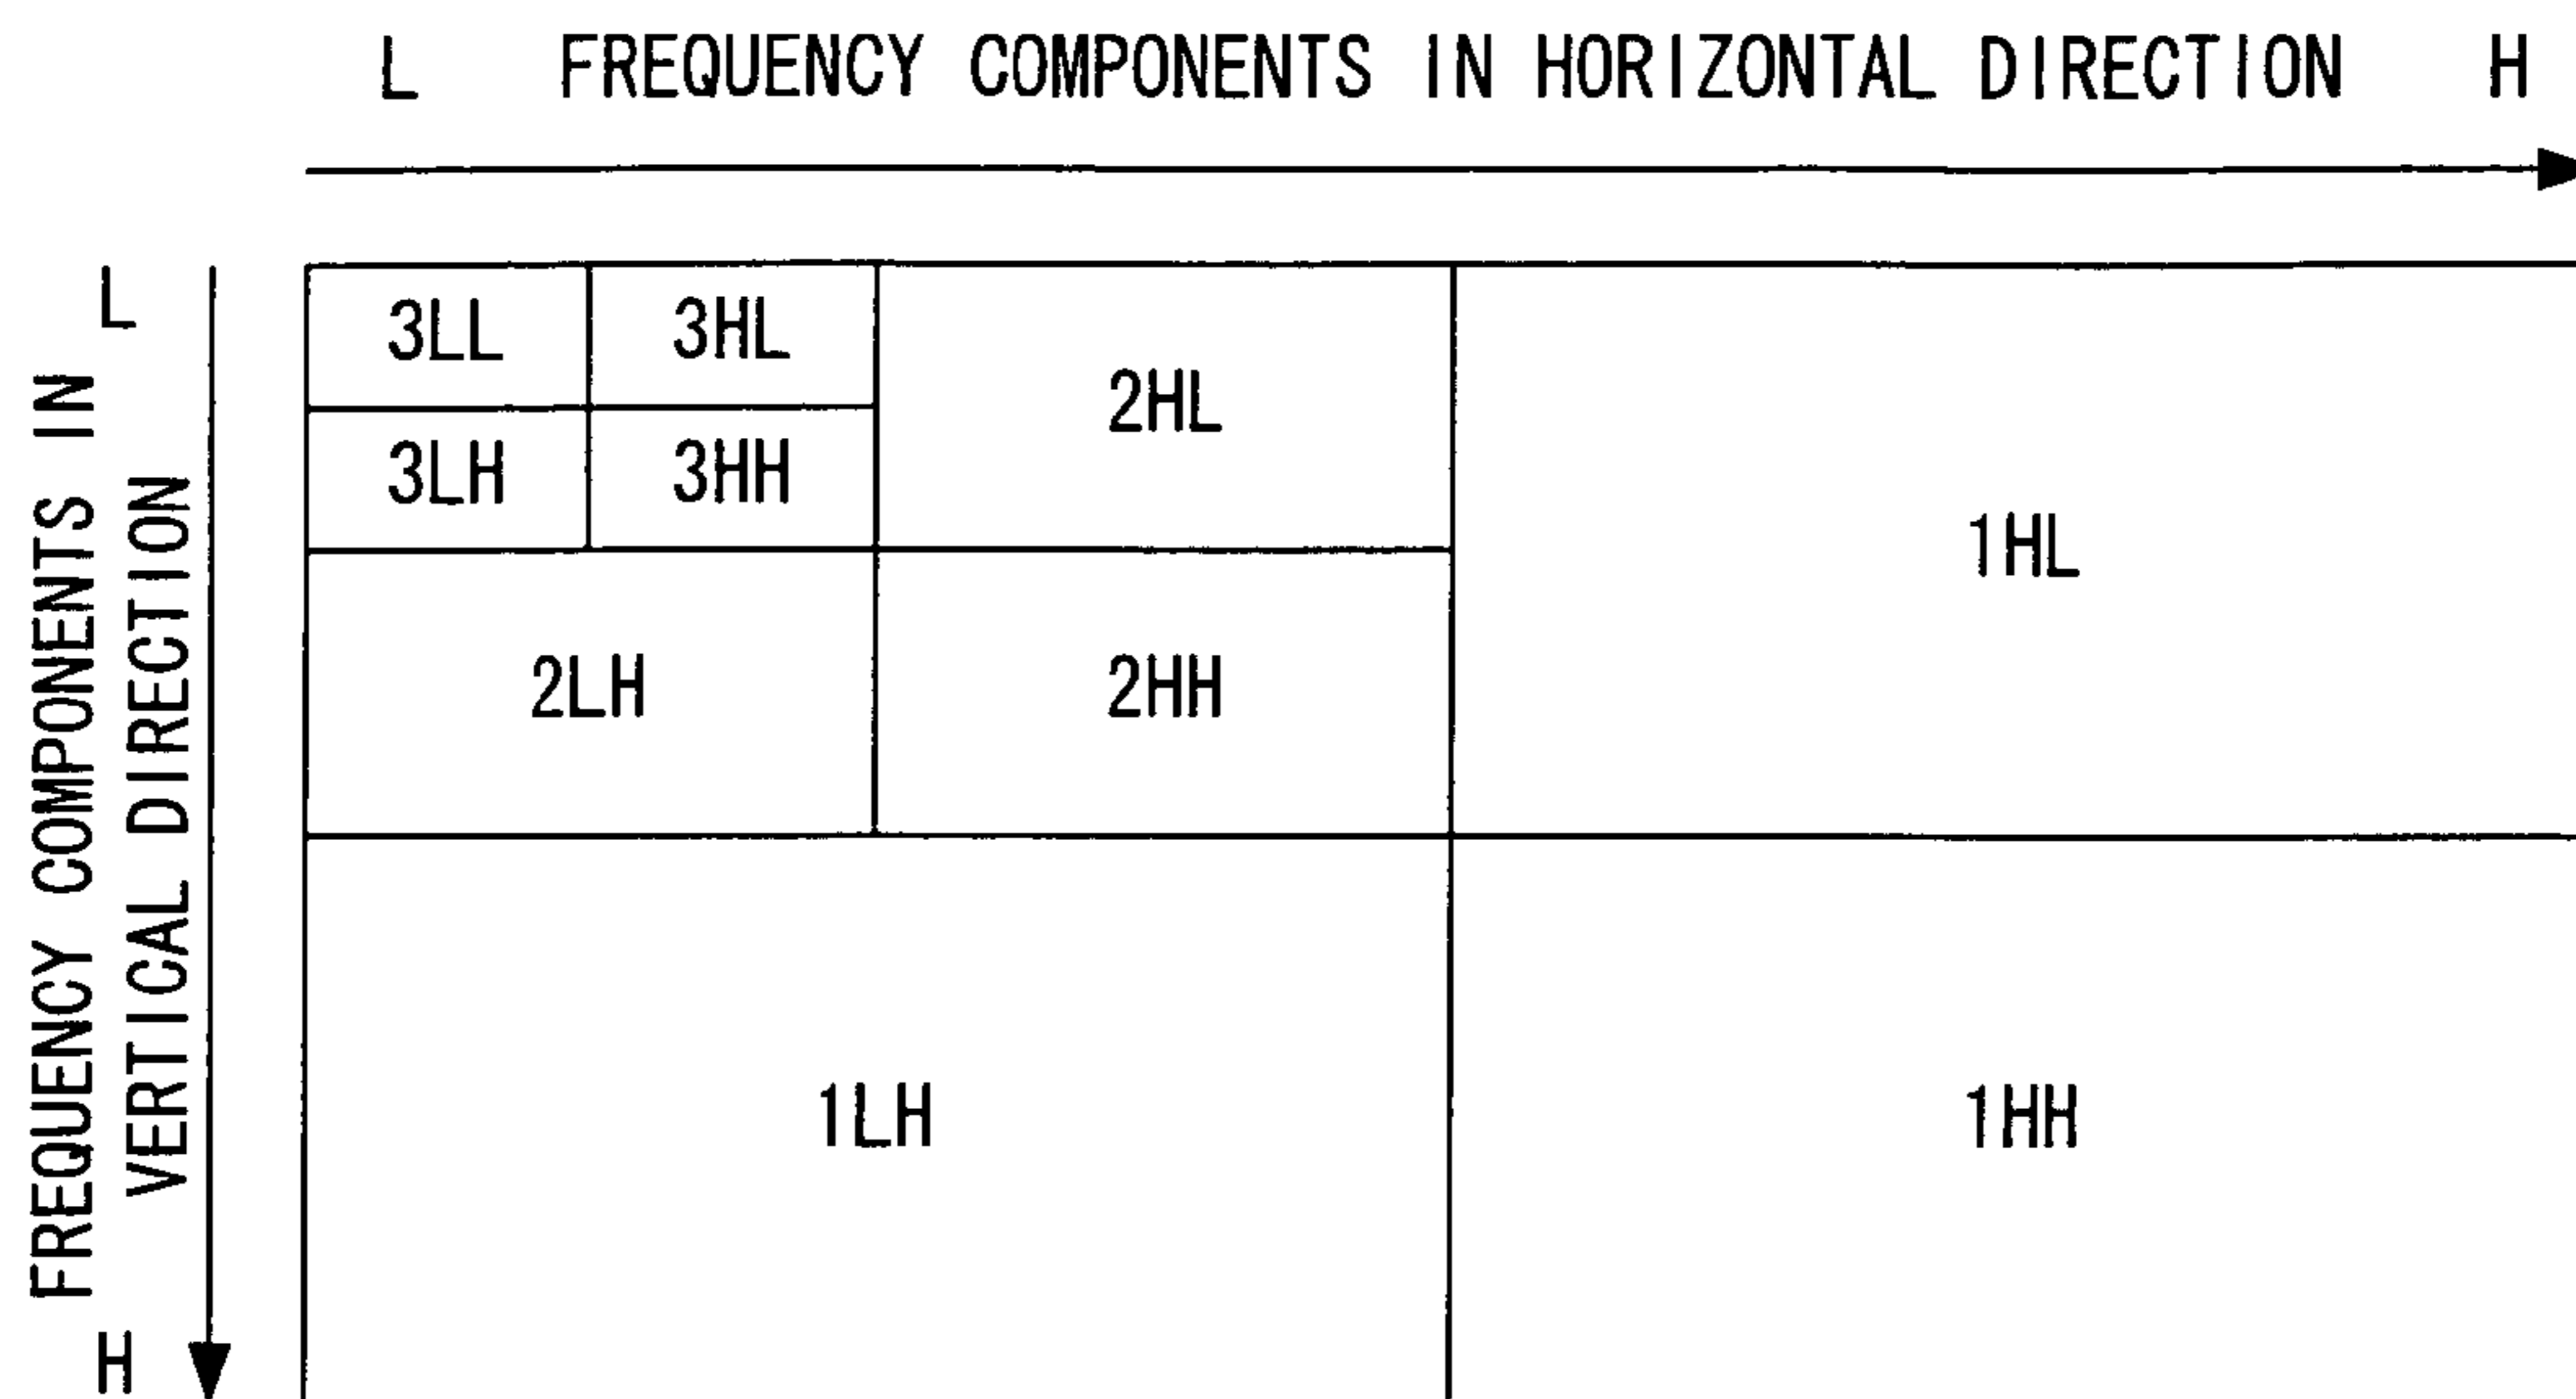 L FREQUENCY COMPONENTS IN HORIZONTAL DIRECTION H
L
FREQUENCY COMPONENTS IN
VERTICAL DIRECTION
H
3LL 3HL
2HL
3LH 3HH
1HL
2LH 2HH
1LH 1HH